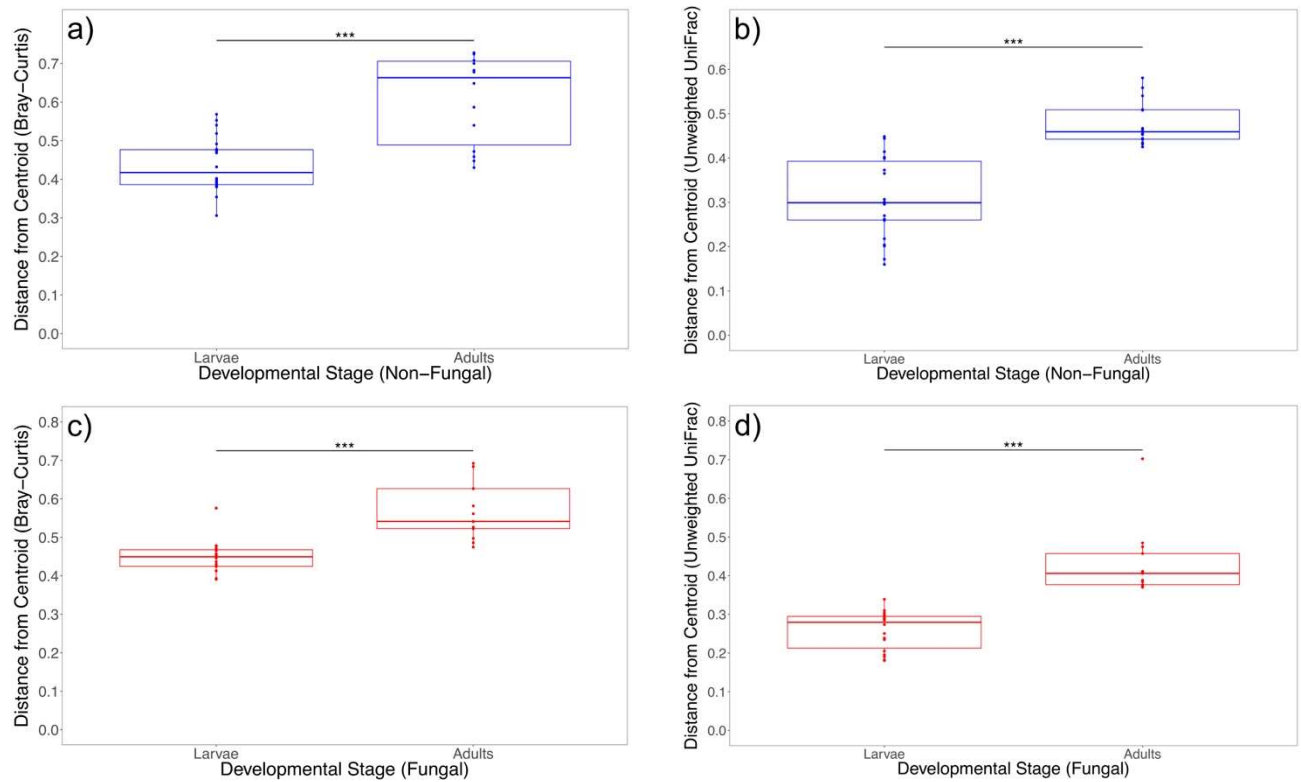 a)
***
Distance from Centroid (Bray−Curtis)
0.7
0.6
0.5
0.4
0.3
0.2
0.1
0.0
Larvae
Adults
Developmental Stage (Non−Fungal)
b)
***
Distance from Centroid (Unweighted UniFrac)
0.6
0.5
0.4
0.3
0.2
0.1
0.0
Larvae
Adults
Developmental Stage (Non−Fungal)
c)
***
Distance from Centroid (Bray−Curtis)
0.8
0.7
0.6
0.5
0.4
0.3
0.2
0.1
0.0
Larvae
Adults
Developmental Stage (Fungal)
d)
***
Distance from Centroid (Unweighted UniFrac)
0.8
0.7
0.6
0.5
0.4
0.3
0.2
0.1
0.0
Larvae
Adults
Developmental Stage (Fungal)